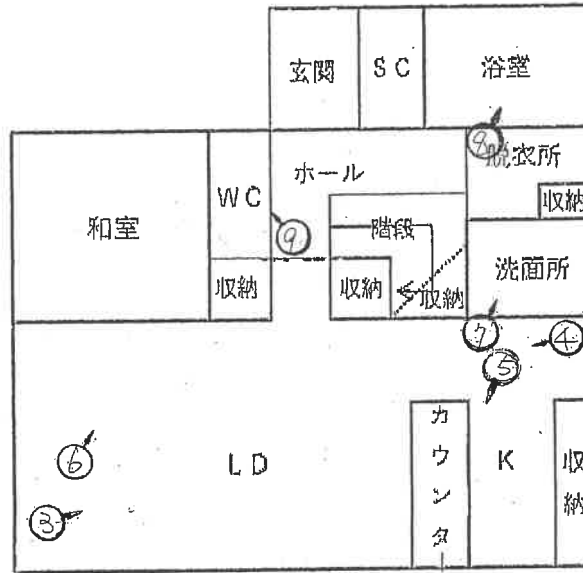 玄関
SC
浴室
⑨
脱衣所
ホール
WC
収納
和室
⑨
階段
洗面所
収納
収納
収納
⑦
④
⑤
カウンタ
⑥
LD
K
収納
③